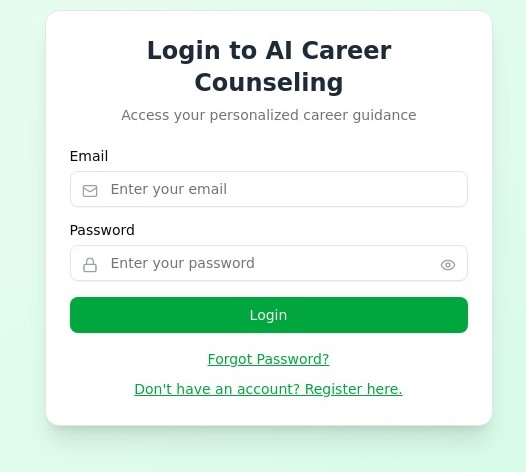 Login to AI Career
Counseling
Access your personalized career guidance
Email
Enter your email
Password
Enter your password
Login
Forgot Password?
Don't have an account? Register here.